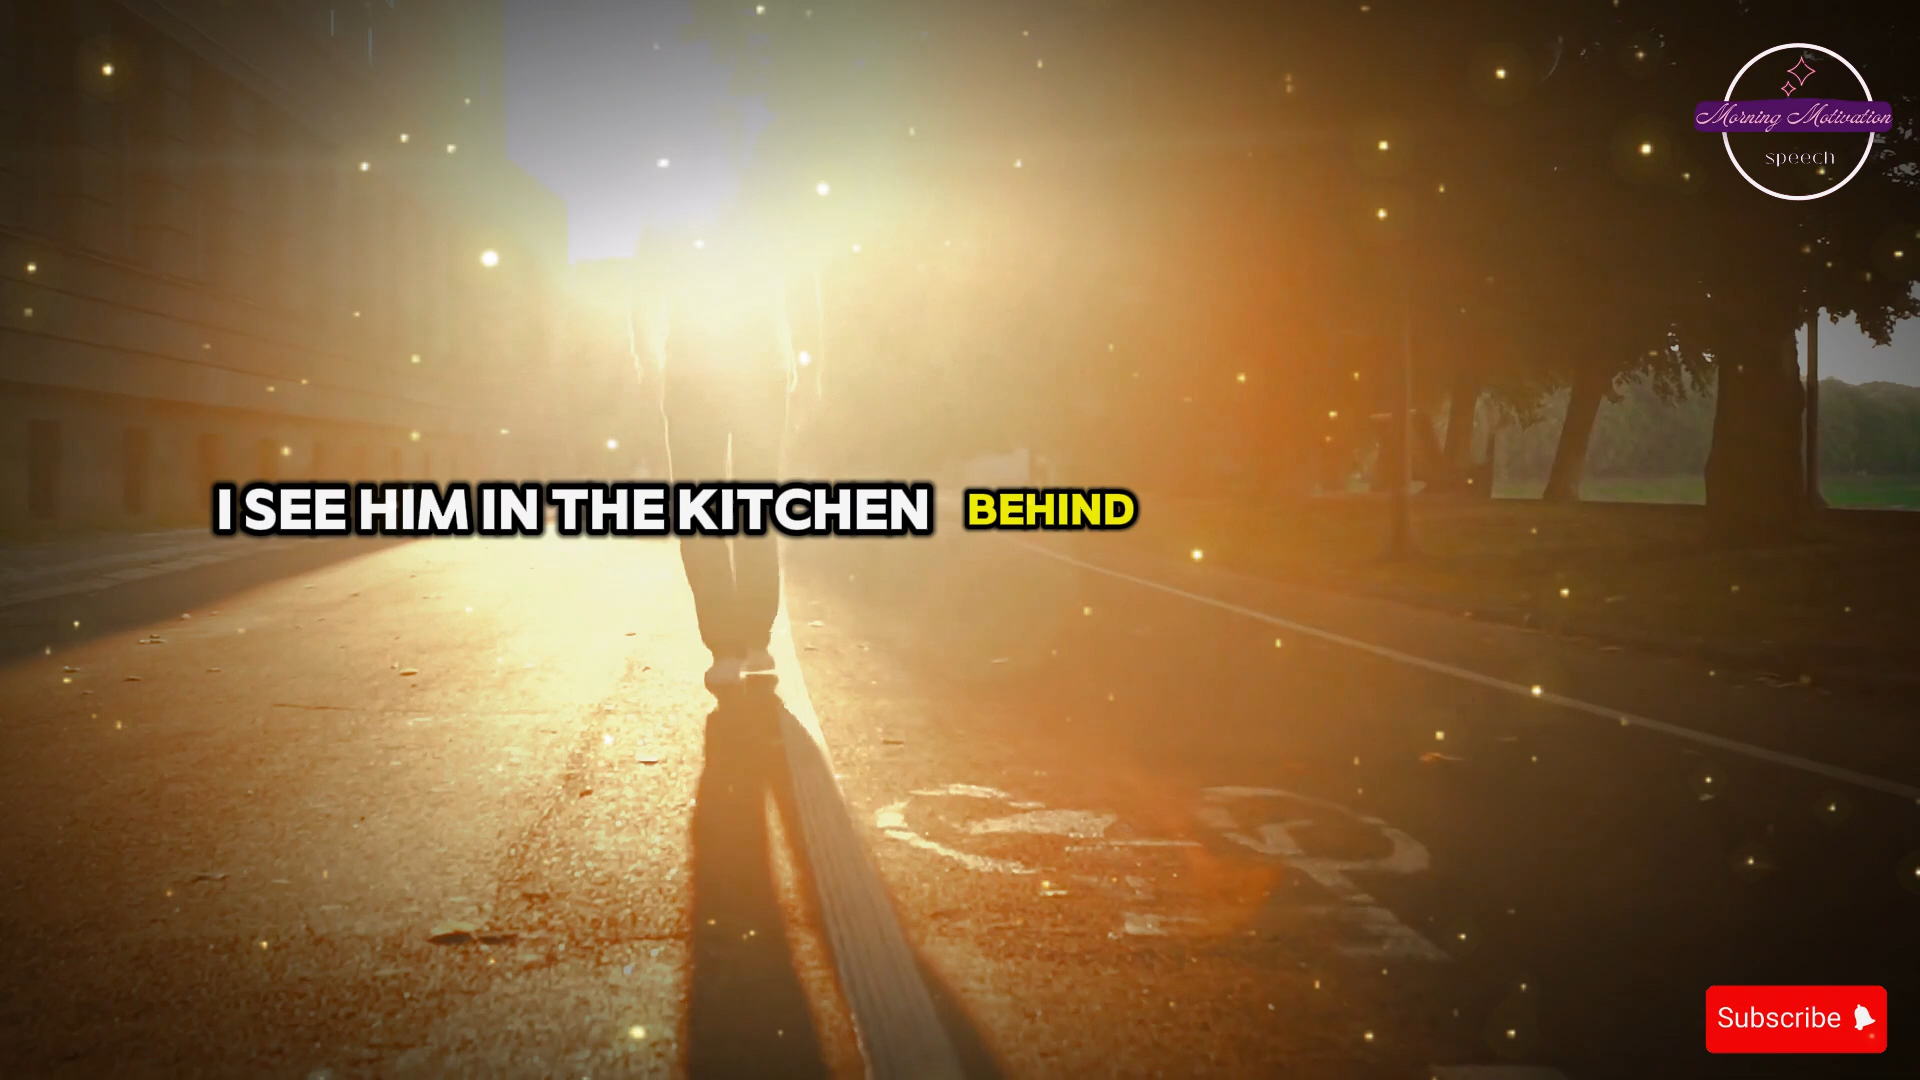 Morning Motivation
speech
I SEE HIM IN THE KITCHEN BEHIND
Subscribe